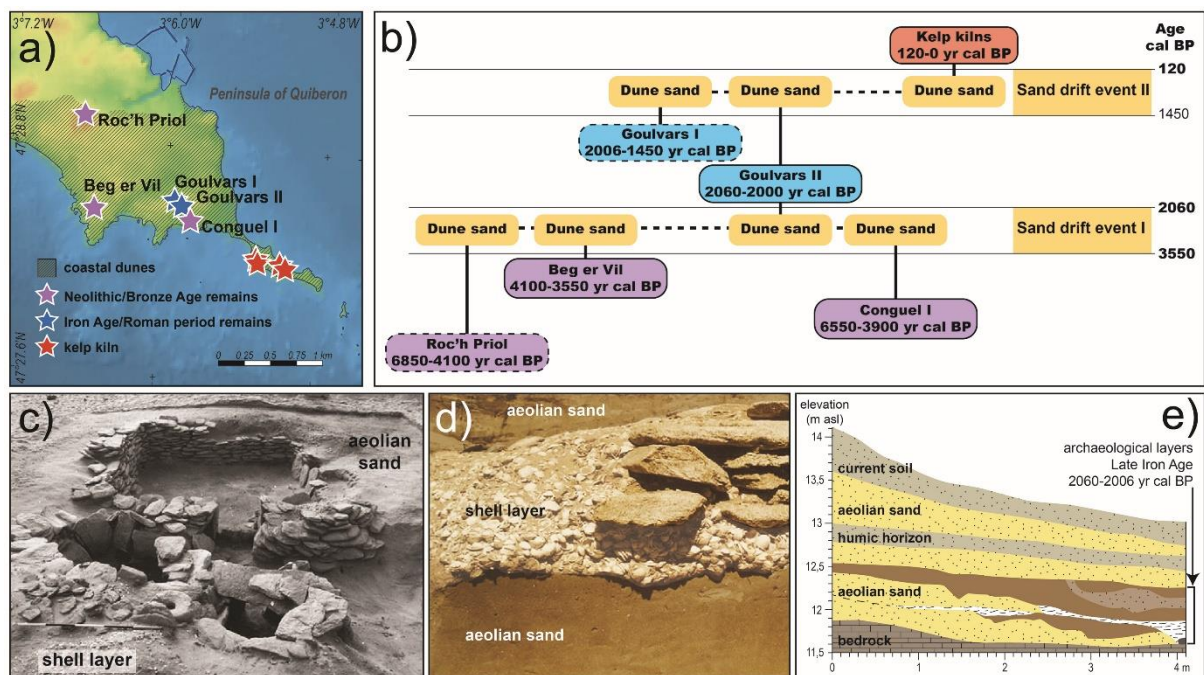 a)
3°7.2'W
3°6.0'W
3°4.8'W
47°28.8'N
47°27.6'N
Peninsula of Quiberon
Roc'h Priol
Beg er Vil
Goulvars I
Goulvars II
Conguel I
coastal dunes
Neolithic/Bronze Age remains
Iron Age/Roman period remains
kelp kiln
0 0.25 0.5 0.75 1 km
b)
Kelp kilns
120-0 yr cal BP
Age
cal BP
120
Dune sand
Dune sand
Dune sand
Sand drift event II
1450
Goulvars I
2006-1450 yr cal BP
Goulvars II
2060-2000 yr cal BP
2060
Dune sand
Dune sand
Dune sand
Dune sand
Sand drift event I
3550
Beg er Vil
4100-3550 yr cal BP
Conguel I
6550-3900 yr cal BP
Roc'h Priol
6850-4100 yr cal BP
c)
aeolian
sand
shell layer
d)
aeolian sand
shell layer
aeolian sand
e)
elevation
(m asl)
14
13,5
13
12,5
12
11,5
archaeological layers
Late Iron Age
2060-2006 yr cal BP
current soil
aeolian sand
humic horizon
aeolian sand
bedrock
0 1 2 3 4 m